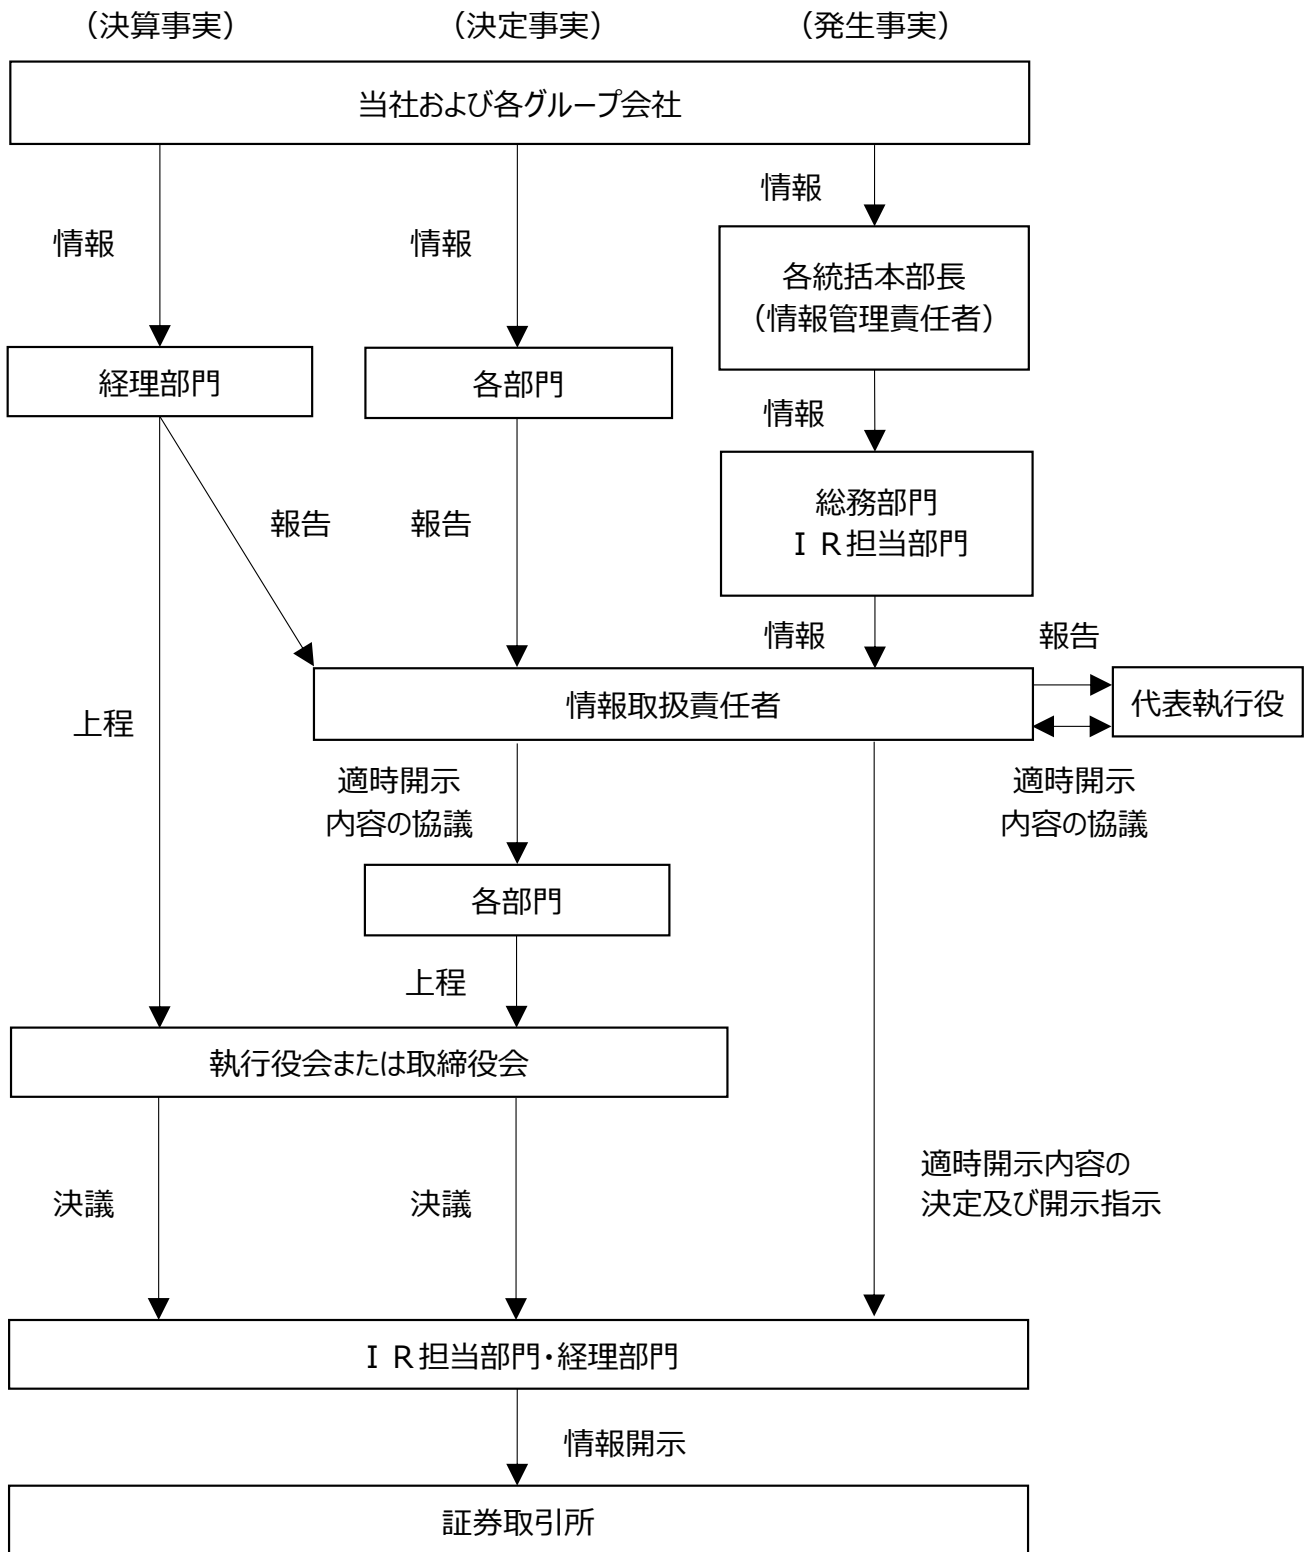 （決算事実）
（決定事実）
（発生事実）
当社および各グループ会社
情報
情報
情報
各統括本部長
（情報管理責任者）
経理部門
各部門
情報
総務部門
ＩＲ担当部門
報告
報告
情報
報告
情報取扱責任者
代表執行役
上程
適時開示
内容の協議
適時開示
内容の協議
各部門
上程
執行役会または取締役会
適時開示内容の
決定及び開示指示
決議
決議
ＩＲ担当部門・経理部門
情報開示
証券取引所